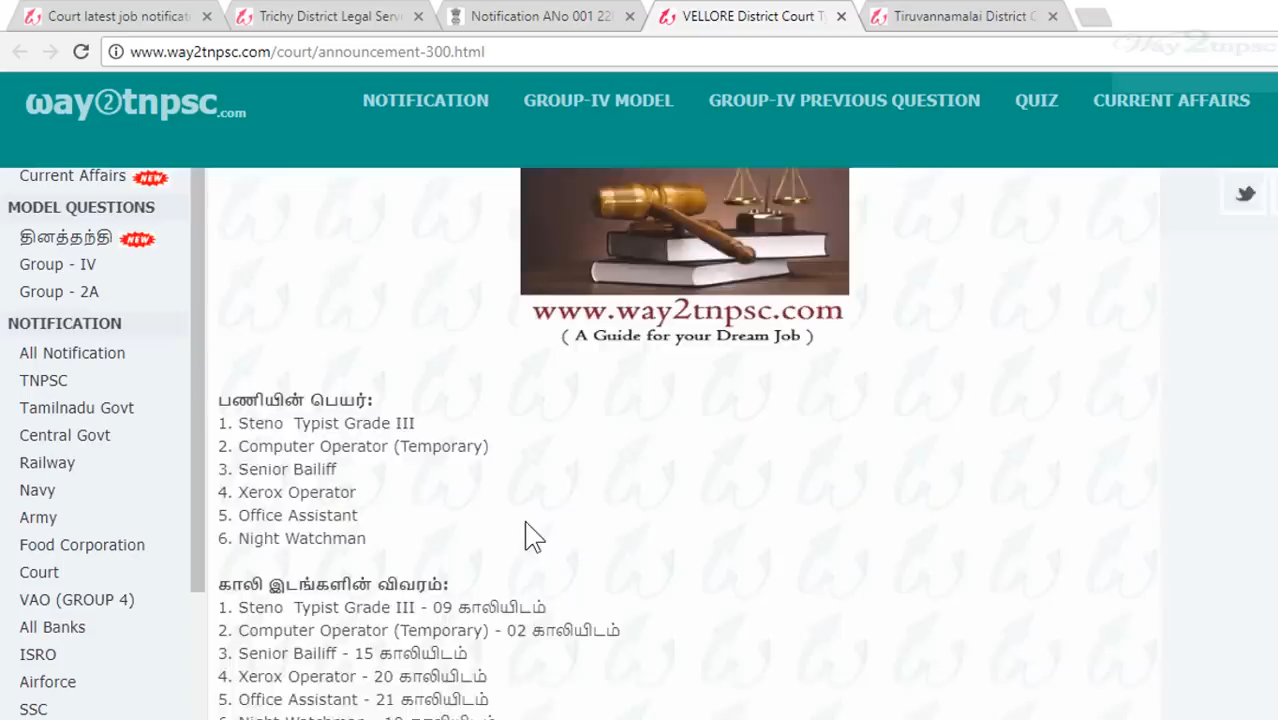 Court latest job notificat
Trichy District Legal Serv
Notification ANo 001 22
VELLORE District Court T
Tiruvannamalai District C
www.way2tnpsc.com/court/announcement-300.html
Way2tnpsc
way2tnpsc.com
NOTIFICATION
GROUP-IV MODEL
GROUP-IV PREVIOUS QUESTION
QUIZ
CURRENT AFFAIRS
Current Affairs NEW
MODEL QUESTIONS
தினத்தந்தி NEW
Group - IV
Group - 2A
NOTIFICATION
All Notification
TNPSC
Tamilnadu Govt
Central Govt
Railway
Navy
Army
Food Corporation
Court
VAO (GROUP 4)
All Banks
ISRO
Airforce
SSC
www.way2tnpsc.com
( A Guide for your Dream Job )
பணியின் பெயர்:
1. Steno Typist Grade III
2. Computer Operator (Temporary)
3. Senior Bailiff
4. Xerox Operator
5. Office Assistant
6. Night Watchman
காலி இடங்களின் விவரம்:
1. Steno Typist Grade III - 09 காலியிடம்
2. Computer Operator (Temporary) - 02 காலியிடம்
3. Senior Bailiff - 15 காலியிடம்
4. Xerox Operator - 20 காலியிடம்
5. Office Assistant - 21 காலியிடம்
6. Night Watchman